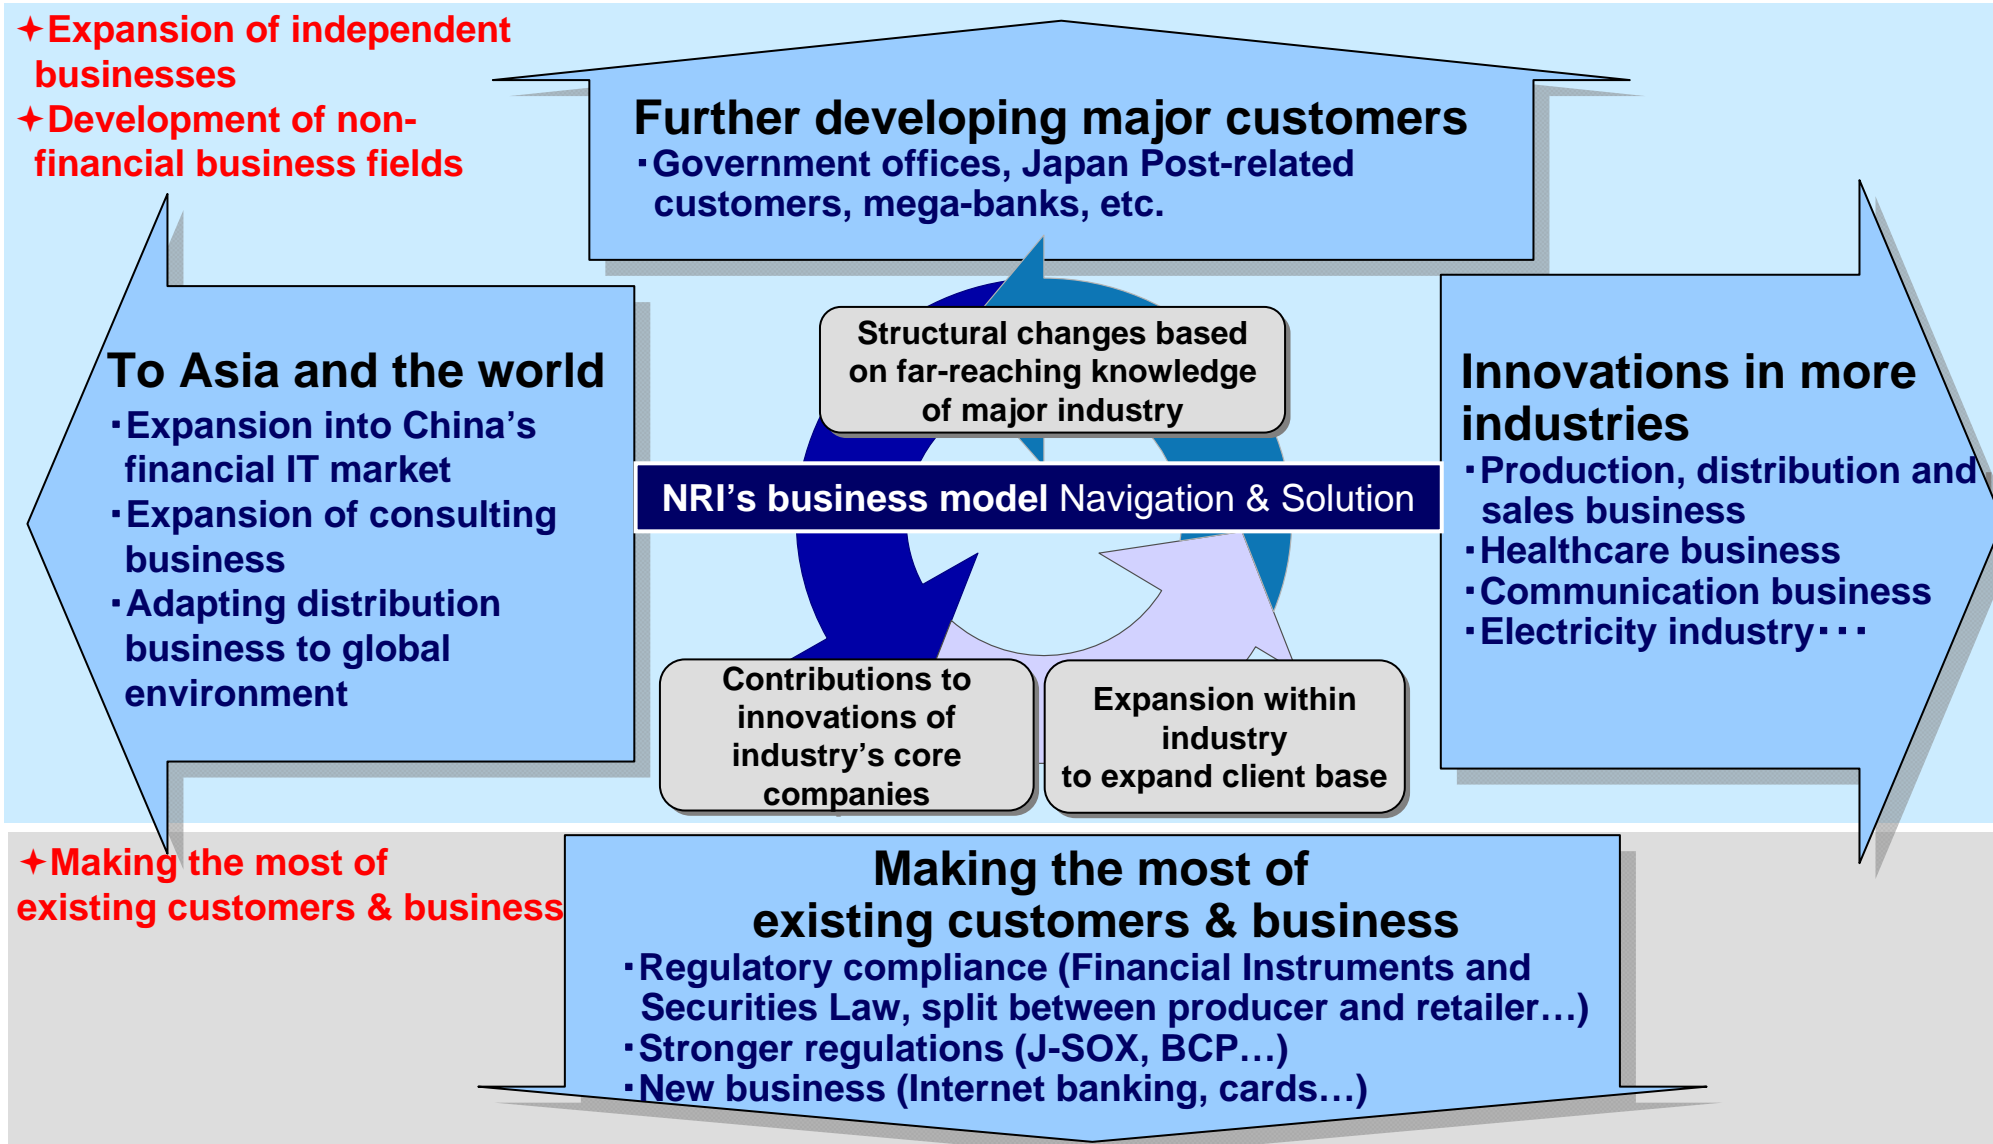 ✦Expansion of independent
businesses
✦Development of non-
financial business fields
Further developing major customers
・Government offices, Japan Post-related
customers, mega-banks, etc.
To Asia and the world
・Expansion into China’s
financial IT market
・Expansion of consulting
business
・Adapting distribution
business to global
environment
Structural changes based
on far-reaching knowledge
of major industry
NRI’s business model Navigation & Solution
Contributions to
innovations of
industry’s core
companies
Expansion within
industry
to expand client base
Innovations in more
industries
・Production, distribution and
sales business
・Healthcare business
・Communication business
・Electricity industry・・・
✦Making the most of
existing customers & business
Making the most of
existing customers & business
・Regulatory compliance (Financial Instruments and
Securities Law, split between producer and retailer…)
・Stronger regulations (J-SOX, BCP…)
・New business (Internet banking, cards…)